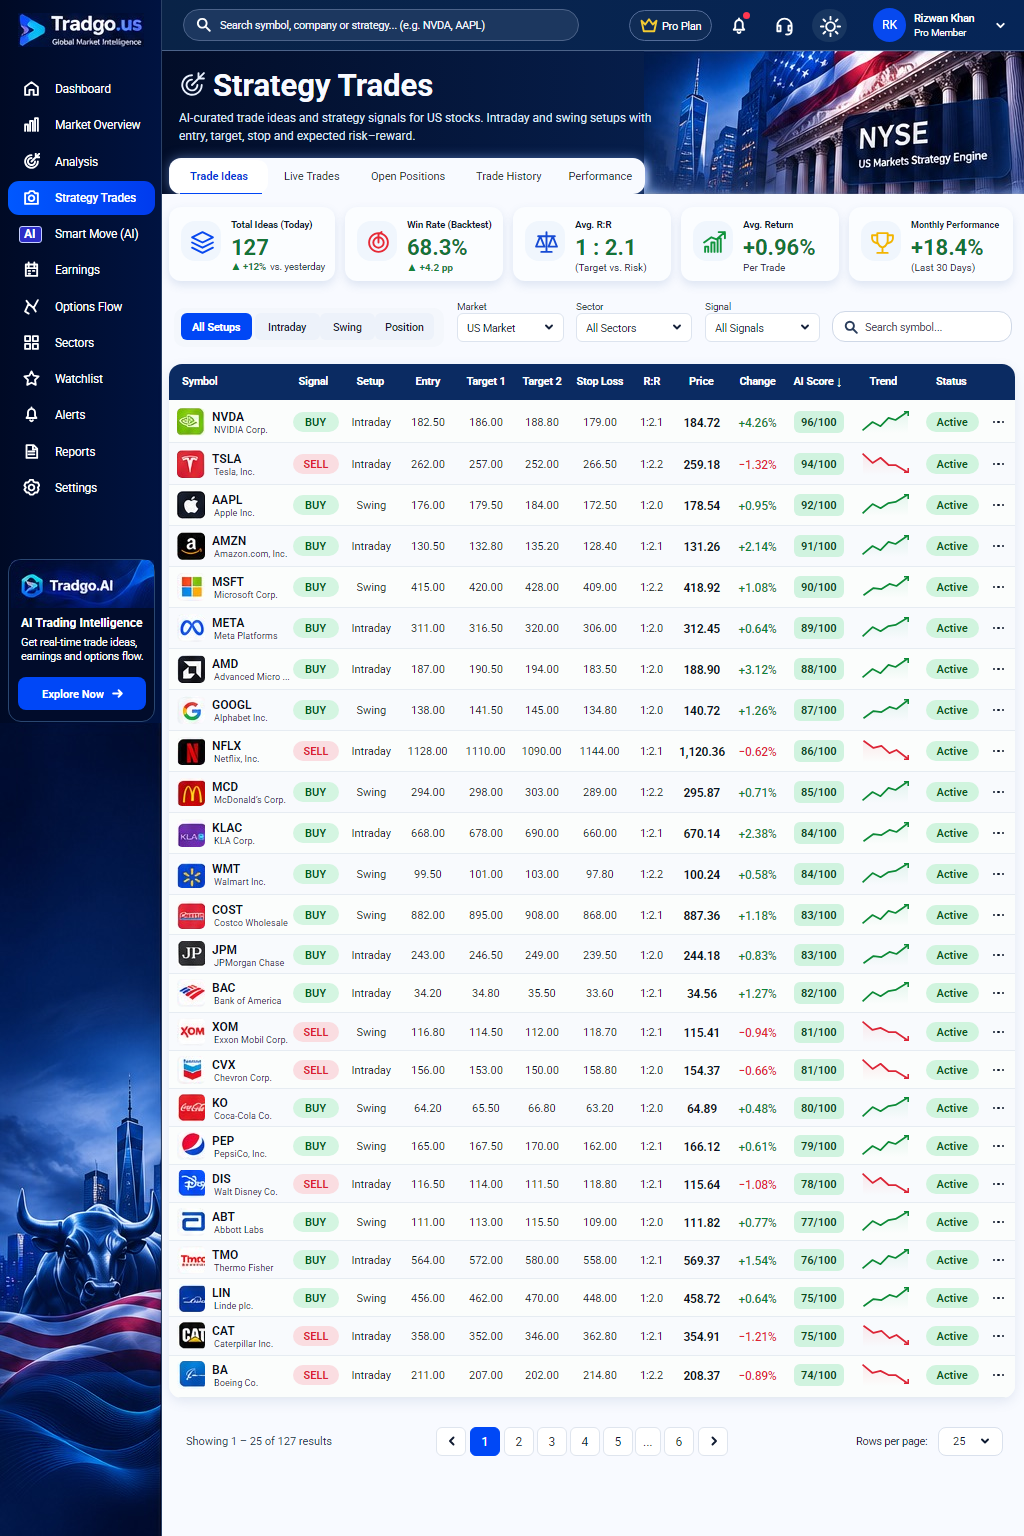 Tradgo.us
Global Market Intelligence
Search symbol, company or strategy... (e.g. NVDA, AAPL)
Pro Plan
RK
Rizwan Khan
Pro Member
Dashboard
Market Overview
Analysis
Strategy Trades
AI Smart Move (AI)
Earnings
Options Flow
Sectors
Watchlist
Alerts
Reports
Settings
Tradgo.AI
AI Trading Intelligence
Get real-time trade ideas,
earnings and options flow.
Explore Now →
Strategy Trades
AI-curated trade ideas and strategy signals for US stocks. Intraday and swing setups with
entry, target, stop and expected risk–reward.
NYSE
US Markets Strategy Engine
Trade Ideas Live Trades Open Positions Trade History Performance
Total Ideas (Today)
127
▲ +12% vs. yesterday
Win Rate (Backtest)
68.3%
▲ +4.2 pp
Avg. R:R
1 : 2.1
(Target vs. Risk)
Avg. Return
+0.96%
Per Trade
Monthly Performance
+18.4%
(Last 30 Days)
All Setups Intraday Swing Position
Market
US Market
Sector
All Sectors
Signal
All Signals
Search symbol...
Symbol Signal Setup Entry Target 1 Target 2 Stop Loss R:R Price Change AI Score ↓ Trend Status
NVDA NVIDIA Corp. BUY Intraday 182.50 186.00 188.80 179.00 1:2.1 184.72 +4.26% 96/100 Active ...
TSLA Tesla, Inc. SELL Intraday 262.00 257.00 252.00 266.50 1:2.2 259.18 −1.32% 94/100 Active ...
AAPL Apple Inc. BUY Swing 176.00 179.50 184.00 172.50 1:2.0 178.54 +0.95% 92/100 Active ...
AMZN Amazon.com, Inc. BUY Intraday 130.50 132.80 135.20 128.40 1:2.1 131.26 +2.14% 91/100 Active ...
MSFT Microsoft Corp. BUY Swing 415.00 420.00 428.00 409.00 1:2.2 418.92 +1.08% 90/100 Active ...
META Meta Platforms BUY Intraday 311.00 316.50 320.00 306.00 1:2.0 312.45 +0.64% 89/100 Active ...
AMD Advanced Micro ... BUY Intraday 187.00 190.50 194.00 183.50 1:2.0 188.90 +3.12% 88/100 Active ...
GOOGL Alphabet Inc. BUY Swing 138.00 141.50 145.00 134.80 1:2.0 140.72 +1.26% 87/100 Active ...
NFLX Netflix, Inc. SELL Intraday 1128.00 1110.00 1090.00 1144.00 1:2.1 1,120.36 −0.62% 86/100 Active ...
MCD McDonald's Corp. BUY Swing 294.00 298.00 303.00 289.00 1:2.2 295.87 +0.71% 85/100 Active ...
KLA KLAC KLA Corp. BUY Intraday 668.00 678.00 690.00 660.00 1:2.1 670.14 +2.38% 84/100 Active ...
WMT Walmart Inc. BUY Swing 99.50 101.00 103.00 97.80 1:2.2 100.24 +0.58% 84/100 Active ...
COST Costco Wholesale BUY Swing 882.00 895.00 908.00 868.00 1:2.1 887.36 +1.18% 83/100 Active ...
JP JPM JPMorgan Chase BUY Intraday 243.00 246.50 249.00 239.50 1:2.1 244.18 +0.83% 83/100 Active ...
BAC Bank of America BUY Intraday 34.20 34.80 35.50 33.60 1:2.1 34.56 +1.27% 82/100 Active ...
XOM XOM Exxon Mobil Corp. SELL Swing 116.80 114.50 112.00 118.70 1:2.1 115.41 −0.94% 81/100 Active ...
CVX Chevron Corp. SELL Intraday 156.00 153.00 150.00 158.80 1:2.0 154.37 −0.66% 81/100 Active ...
KO Coca-Cola Co. BUY Swing 64.20 65.50 66.80 63.20 1:2.0 64.89 +0.48% 80/100 Active ...
PEP PepsiCo, Inc. BUY Swing 165.00 167.50 170.00 162.00 1:2.0 166.12 +0.61% 79/100 Active ...
DIS Walt Disney Co. SELL Intraday 116.50 114.00 111.50 118.80 1:2.1 115.64 −1.08% 78/100 Active ...
ABT Abbott Labs BUY Swing 111.00 113.00 115.50 109.00 1:2.0 111.82 +0.77% 77/100 Active ...
TMO Thermo Fisher BUY Intraday 564.00 572.00 580.00 558.00 1:2.1 569.37 +1.54% 76/100 Active ...
LIN Linde plc. BUY Swing 456.00 462.00 470.00 448.00 1:2.0 458.72 +0.64% 75/100 Active ...
CAT CAT Caterpillar Inc. SELL Intraday 358.00 352.00 346.00 362.80 1:2.1 354.91 −1.21% 75/100 Active ...
BA Boeing Co. SELL Intraday 211.00 207.00 202.00 214.80 1:2.2 208.37 −0.89% 74/100 Active ...
Showing 1 – 25 of 127 results
1 2 3 4 5 ... 6
Rows per page: 25